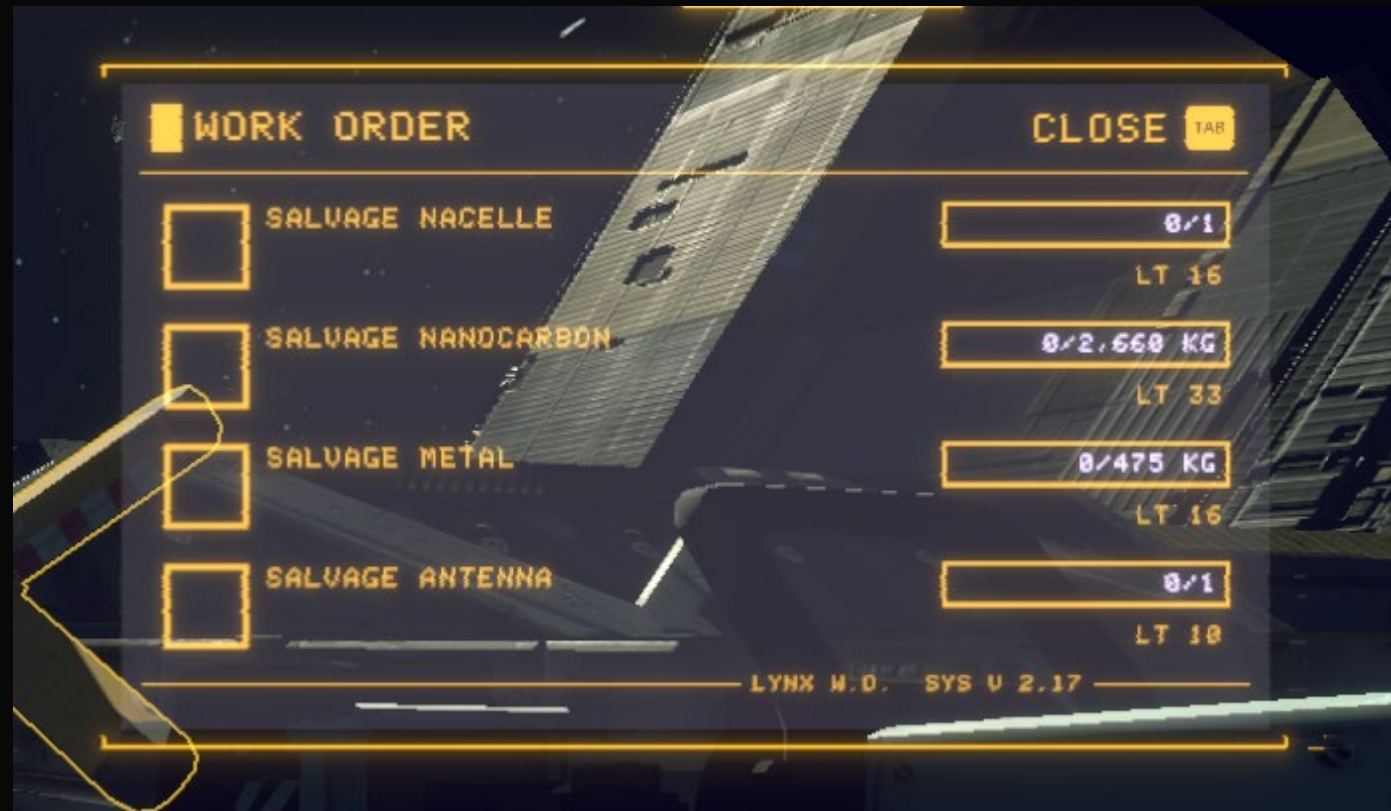 WORK ORDER CLOSE TAB
SALVAGE NACELLE 0/1
LT 16
SALVAGE NANOCARBON 0/2,660 KG
LT 33
SALVAGE METAL 0/475 KG
LT 16
SALVAGE ANTENNA 0/1
LT 10
LYNX W.O. SYS V 2.17